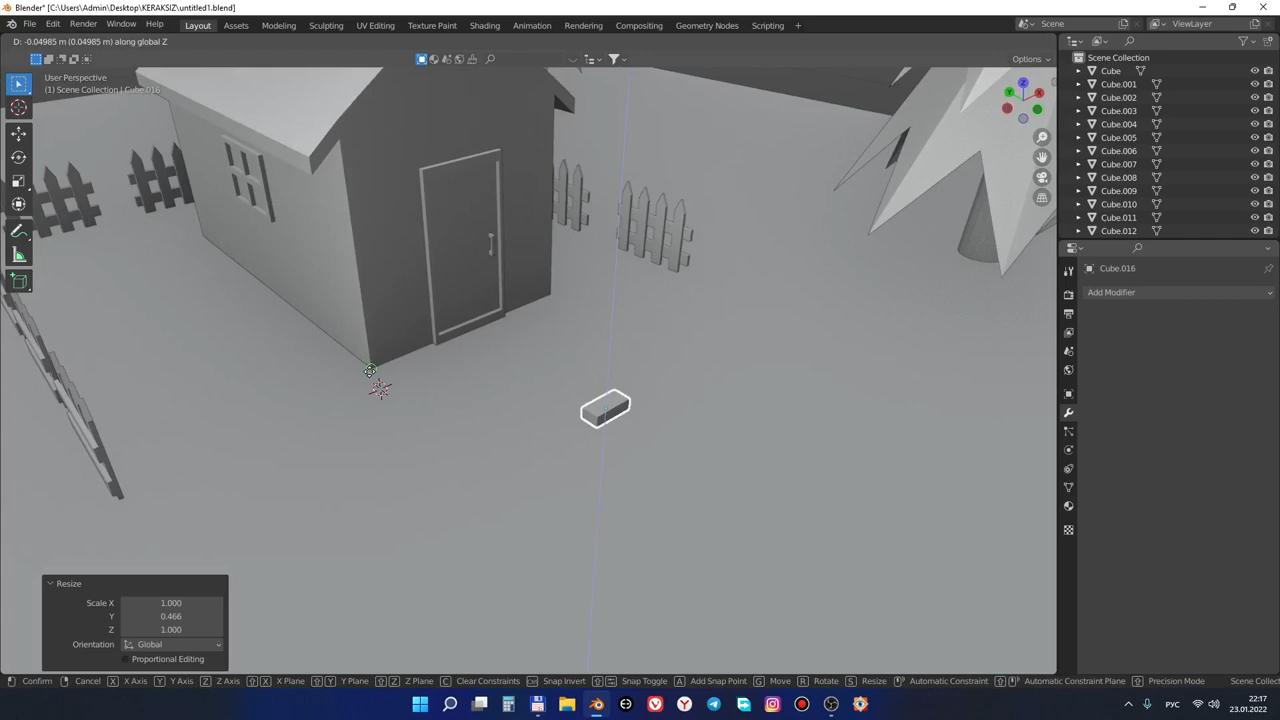 Blender* [C:\Users\Admin\Desktop\KERAKSIZ\untitled1.blend]
File Edit Render Window Help Layout Assets Modeling Sculpting UV Editing Texture Paint Shading Animation Rendering Compositing Geometry Nodes Scripting + Scene ViewLayer
D: -0.04985 m (0.04985 m) along global Z
Options
User Perspective
(1) Scene Collection | Cube.016
Scene Collection
Cube
Cube.001
Cube.002
Cube.003
Cube.004
Cube.005
Cube.006
Cube.007
Cube.008
Cube.009
Cube.010
Cube.011
Cube.012
Cube.016
Add Modifier
Z
Y
X
Resize
Scale X 1.000
Y 0.466
Z 1.000
Orientation Global
Proportional Editing
Confirm Cancel X X Axis Y Y Axis Z Z Axis X X Plane Y Y Plane Z Z Plane C Clear Constraints Ctrl Snap Invert Snap Toggle A Add Snap Point G Move R Rotate S Resize Automatic Constraint Automatic Constraint Plane Precision Mode Scene Collect
РУС
22:17
23.01.2022